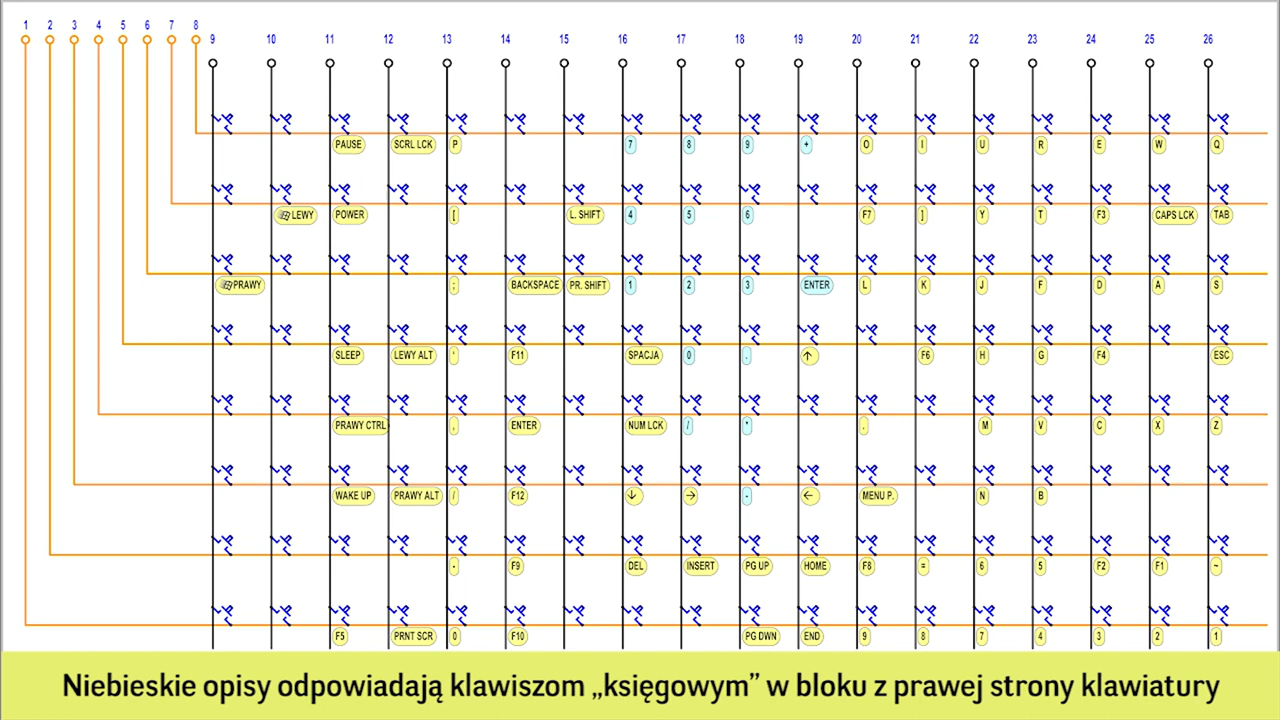 1 2 3 4 5 6 7 8
9 10 11 12 13 14 15 16 17 18 19 20 21 22 23 24 25 26
PAUSE SCRL LCK P 7 8 9 + O I U R E W Q
LEWY POWER [ L. SHIFT 4 5 6 F7 ] Y T F3 CAPS LCK TAB
PRAWY ; BACKSPACE PR. SHIFT 1 2 3 ENTER L K J F D A S
SLEEP LEWY ALT ' F11 SPACJA 0 . ↑ F6 H G F4 ESC
PRAWY CTRL , ENTER NUM LCK / * . M V C X Z
WAKE UP PRAWY ALT / F12 ↓ → - ← MENU P. N B
- F9 DEL INSERT PG UP HOME F8 = 6 5 F2 F1 ~
F5 PRNT SCR 0 F10 PG DWN END 9 8 7 4 3 2 1
Niebieskie opisy odpowiadają klawiszom „księgowym” w bloku z prawej strony klawiatury